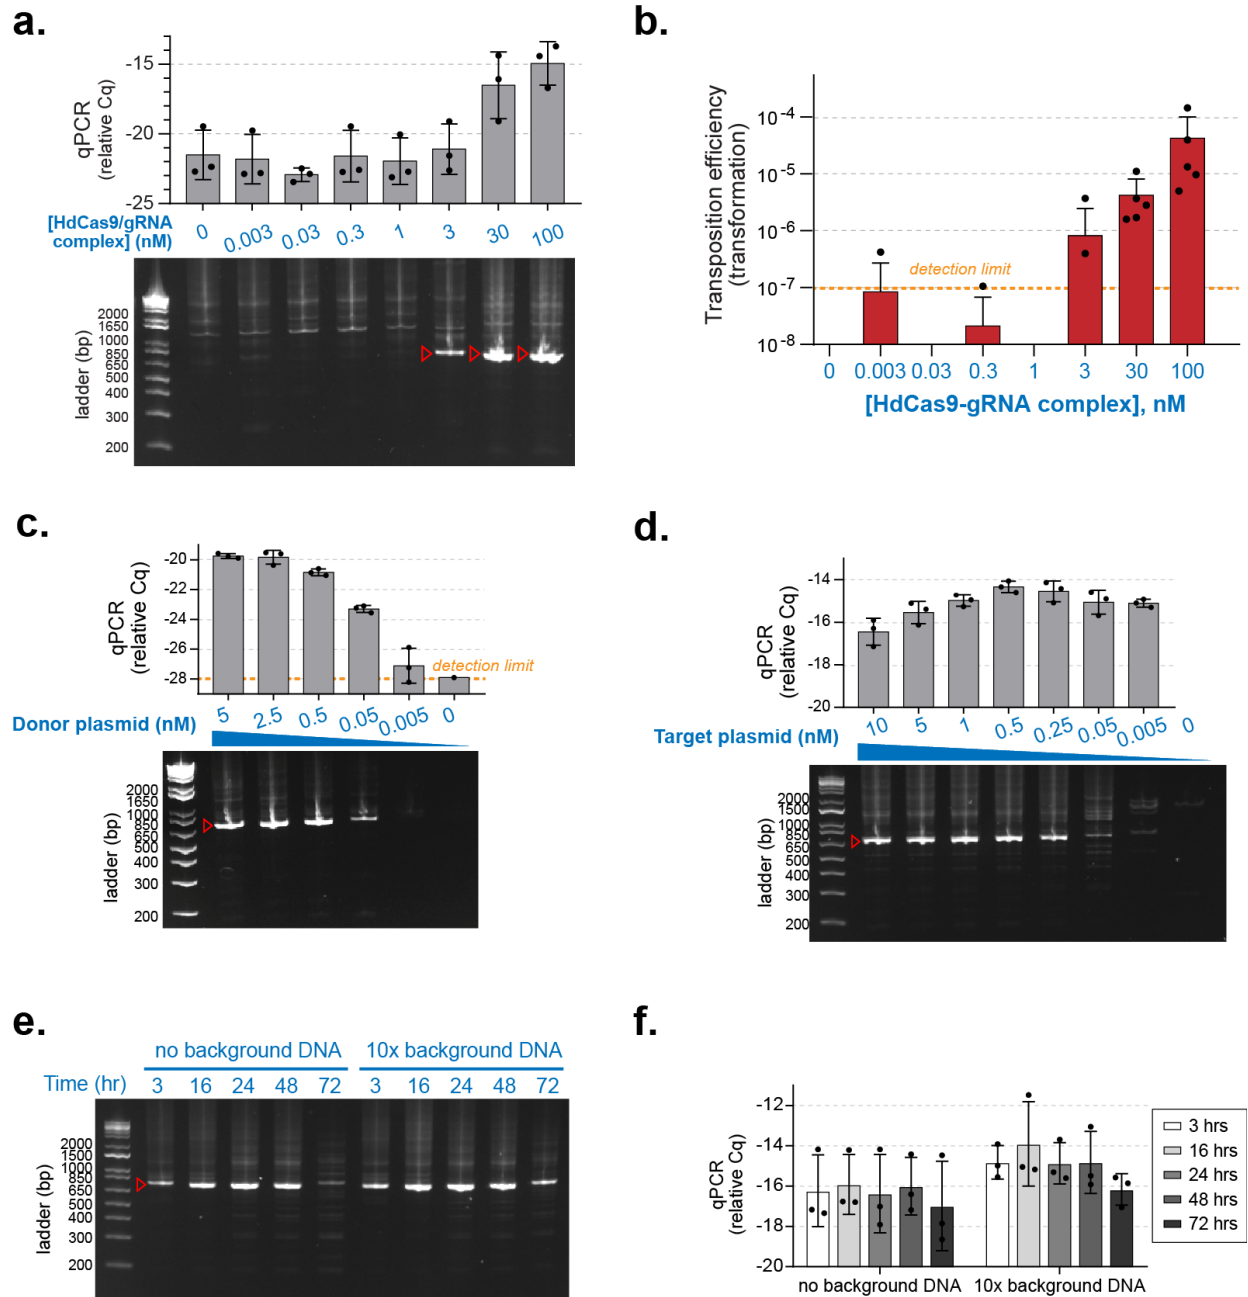 a.
qPCR
(relative Cq)
-15
-20
-25
[HdCas9/gRNA
complex] (nM)
0 0.003 0.03 0.3 1 3 30 100
ladder (bp)
2000
1650
1000
850
650
500
400
300
200
b.
Transposition efficiency
(transformation)
10-4
10-5
10-6
10-7
10-8
detection limit
0 0.003 0.03 0.3 1 3 30 100
[HdCas9-gRNA complex], nM
c.
qPCR
(relative Cq)
-20
-22
-24
-26
-28
detection limit
Donor plasmid (nM)
5 2.5 0.5 0.05 0.005 0
ladder (bp)
2000
1650
1000
850
650
500
400
300
200
d.
qPCR
(relative Cq)
-14
-16
-18
-20
Target plasmid (nM)
10 5 1 0.5 0.25 0.05 0.005 0
ladder (bp)
2000
1500
1000
850
650
500
400
300
200
e.
no background DNA 10x background DNA
Time (hr) 3 16 24 48 72 3 16 24 48 72
ladder (bp)
2000
1500
1000
850
650
500
400
300
200
f.
qPCR
(relative Cq)
-12
-14
-16
-18
-20
no background DNA 10x background DNA
3 hrs
16 hrs
24 hrs
48 hrs
72 hrs